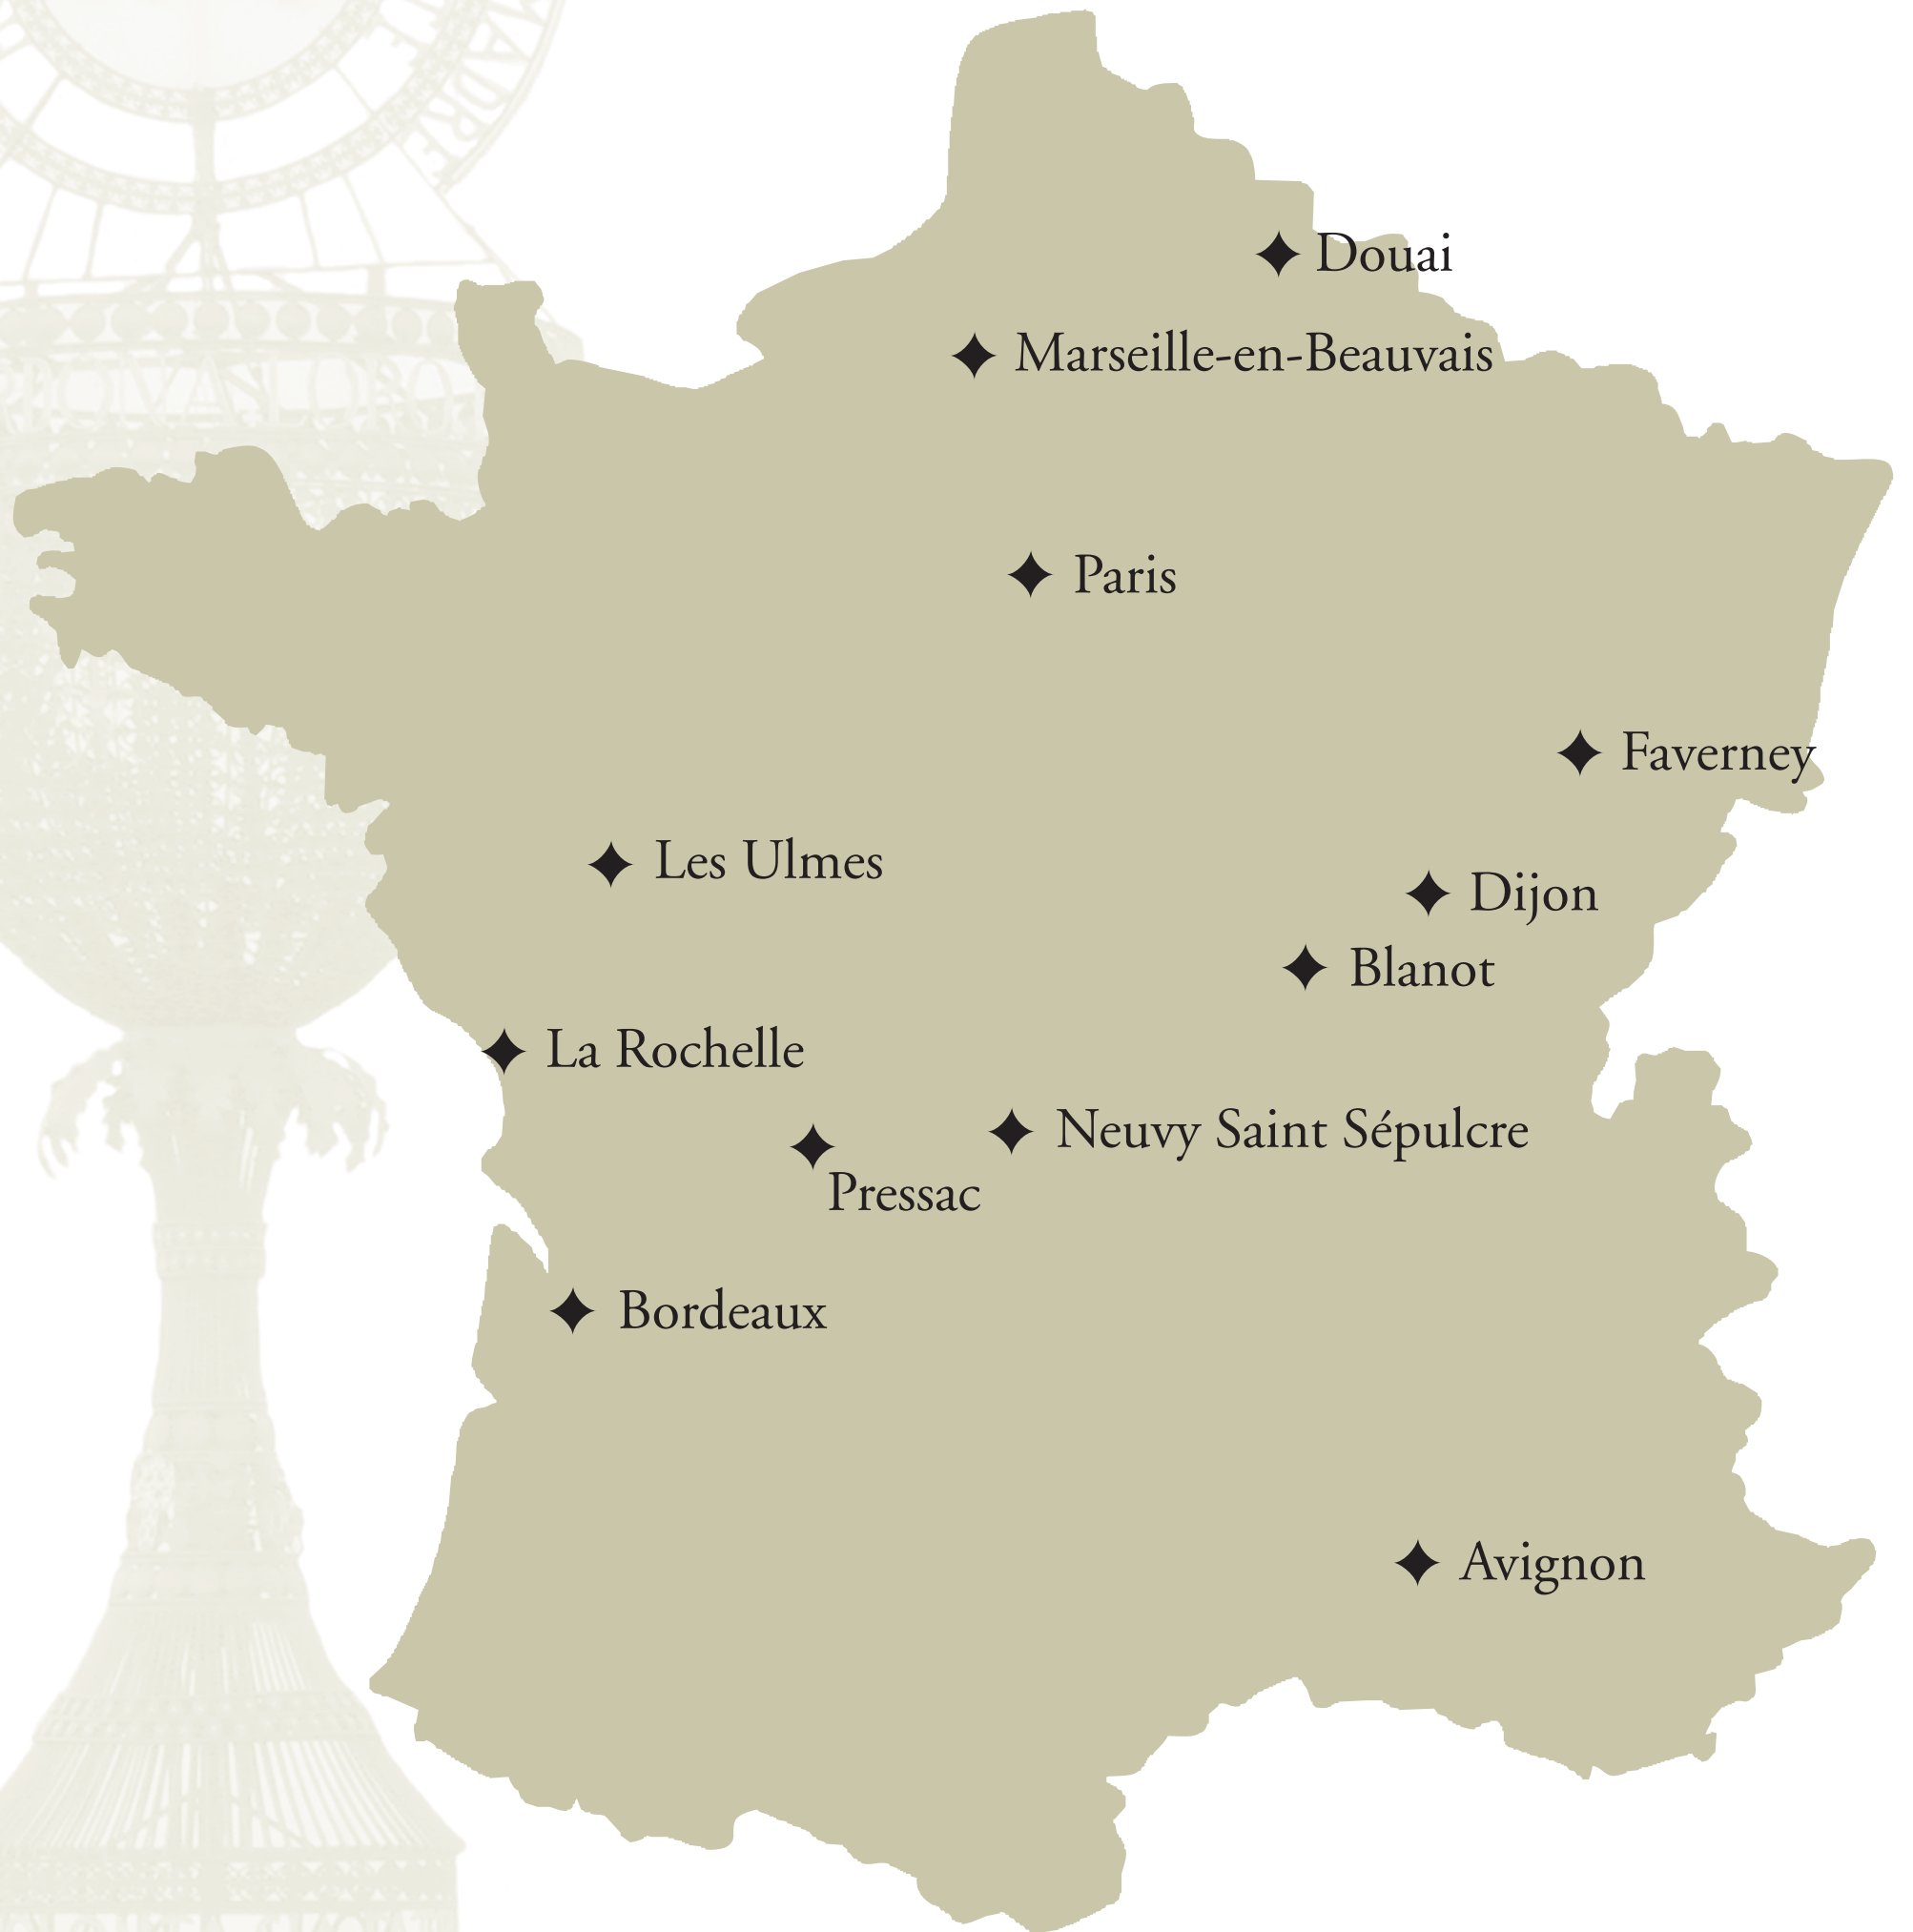 Douai
Marseille-en-Beauvais
Paris
Faverney
Les Ulmes
Dijon
Blanot
La Rochelle
Neuvy Saint Sépulcre
Pressac
Bordeaux
Avignon